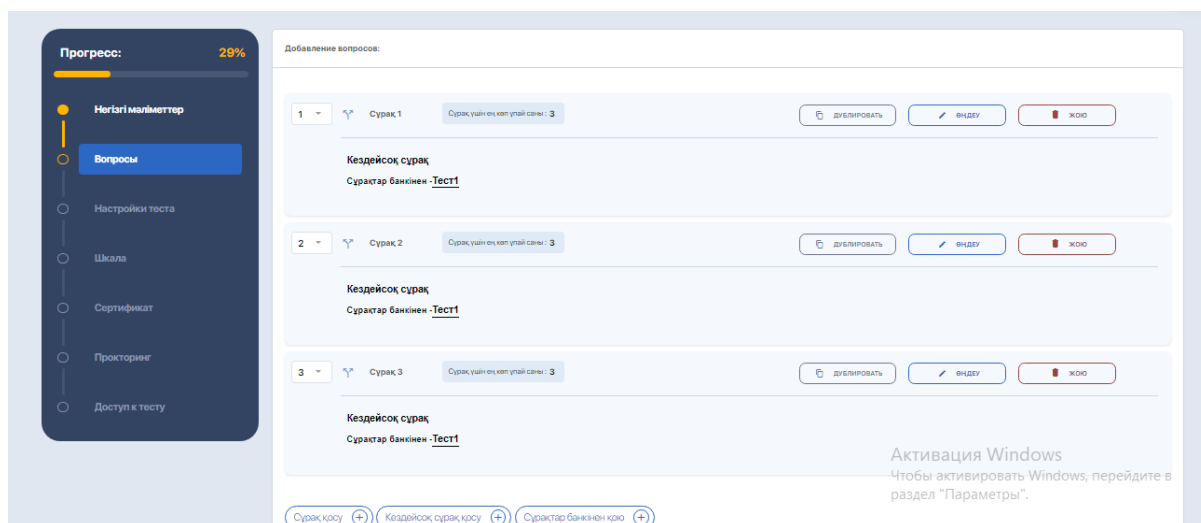 Прогресс: 29%
Негізгі мәліметтер
Вопросы
Настройки теста
Шкала
Сертификат
Прокторинг
Доступ к тесту
Добавление вопросов:
1 Сұрақ 1 Сұрақ үшін ең көп ұпай саны : 3 ДУБЛИРОВАТЬ ӨҢДЕУ ЖОЮ
Кездейсоқ сұрақ
Сұрақтар банкінен -Тест1
2 Сұрақ 2 Сұрақ үшін ең көп ұпай саны : 3 ДУБЛИРОВАТЬ ӨҢДЕУ ЖОЮ
Кездейсоқ сұрақ
Сұрақтар банкінен -Тест1
3 Сұрақ 3 Сұрақ үшін ең көп ұпай саны : 3 ДУБЛИРОВАТЬ ӨҢДЕУ ЖОЮ
Кездейсоқ сұрақ
Сұрақтар банкінен -Тест1
Активация Windows
Чтобы активировать Windows, перейдите в
раздел "Параметры".
Сұрақ қосу Кездейсоқ сұрақ қосу Сұрақтар банкінен қою